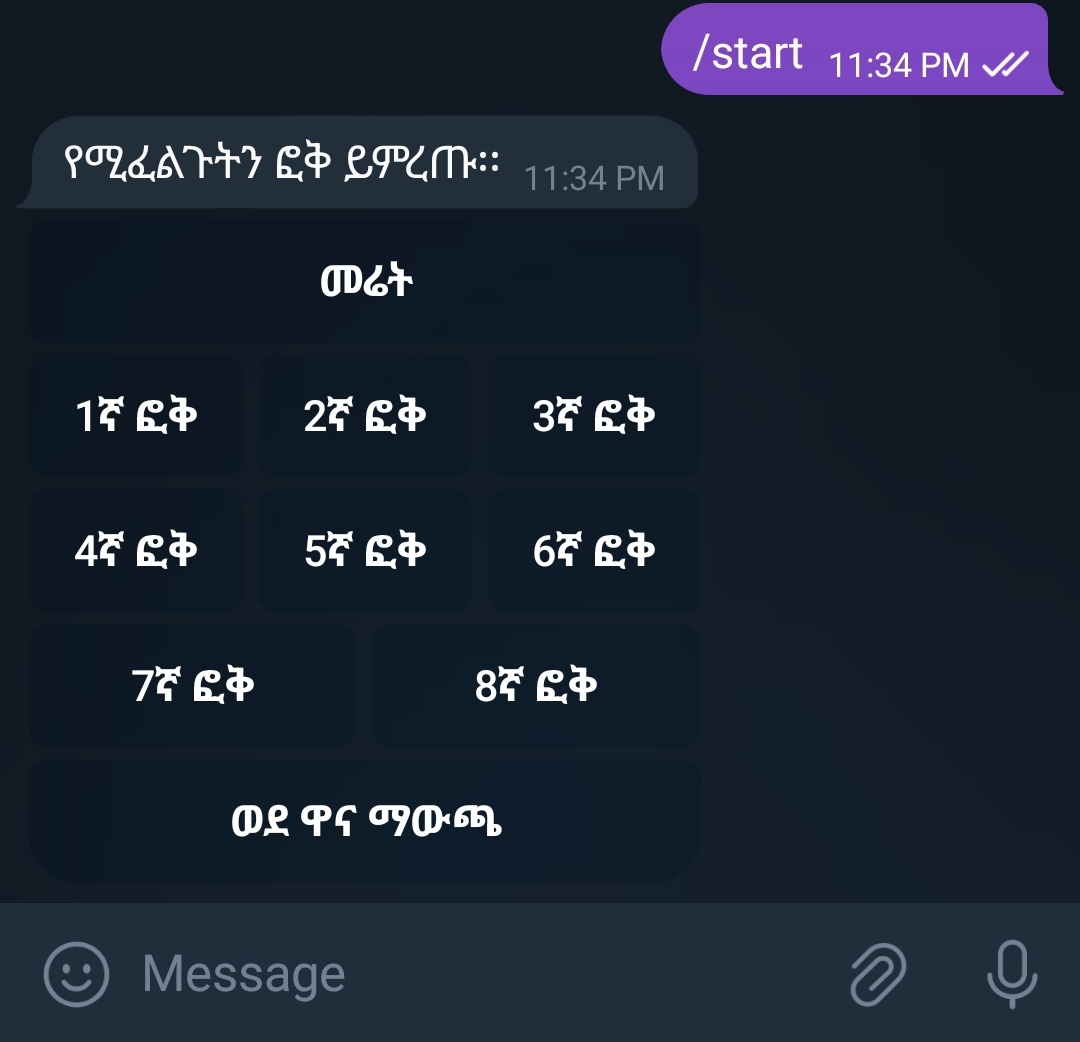 /start 11:34 PM
የሚፈልጉትን ፎቅ ይምረጡ። 11:34 PM
መሬት
1ኛ ፎቅ 2ኛ ፎቅ 3ኛ ፎቅ
4ኛ ፎቅ 5ኛ ፎቅ 6ኛ ፎቅ
7ኛ ፎቅ 8ኛ ፎቅ
ወደ ዋና ማውጫ
Message